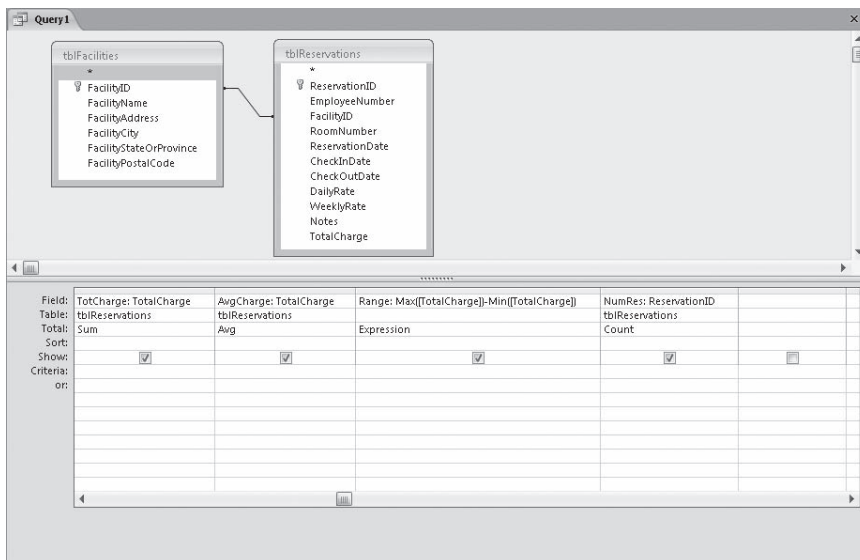 Query1
tblFacilities
*
FacilityID
FacilityName
FacilityAddress
FacilityCity
FacilityStateOrProvince
FacilityPostalCode
tblReservations
*
ReservationID
EmployeeNumber
FacilityID
RoomNumber
ReservationDate
CheckInDate
CheckOutDate
DailyRate
WeeklyRate
Notes
TotalCharge
Field: TotCharge: TotalCharge AvgCharge: TotalCharge Range: Max([TotalCharge])-Min([TotalCharge]) NumRes: ReservationID
Table: tblReservations tblReservations tblReservations
Total: Sum Avg Expression Count
Sort:
Show:
Criteria:
or: